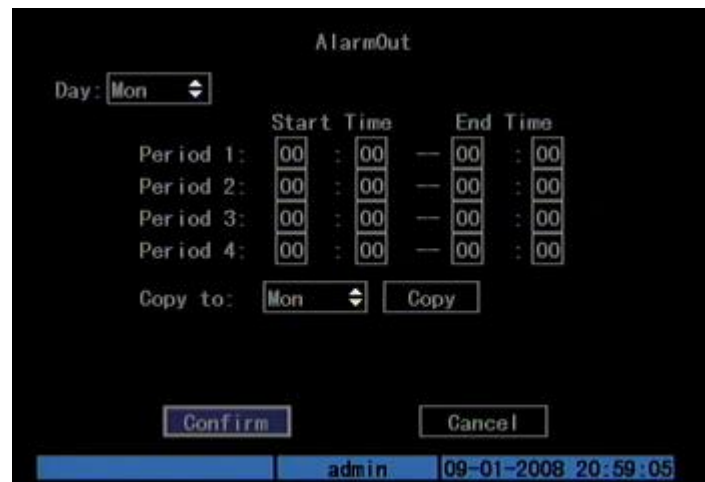 AlarmOut
Day: Mon
Start Time End Time
Period 1: 00 : 00 -- 00 : 00
Period 2: 00 : 00 -- 00 : 00
Period 3: 00 : 00 -- 00 : 00
Period 4: 00 : 00 -- 00 : 00
Copy to: Mon Copy
Confirm Cancel
admin 09-01-2008 20:59:05